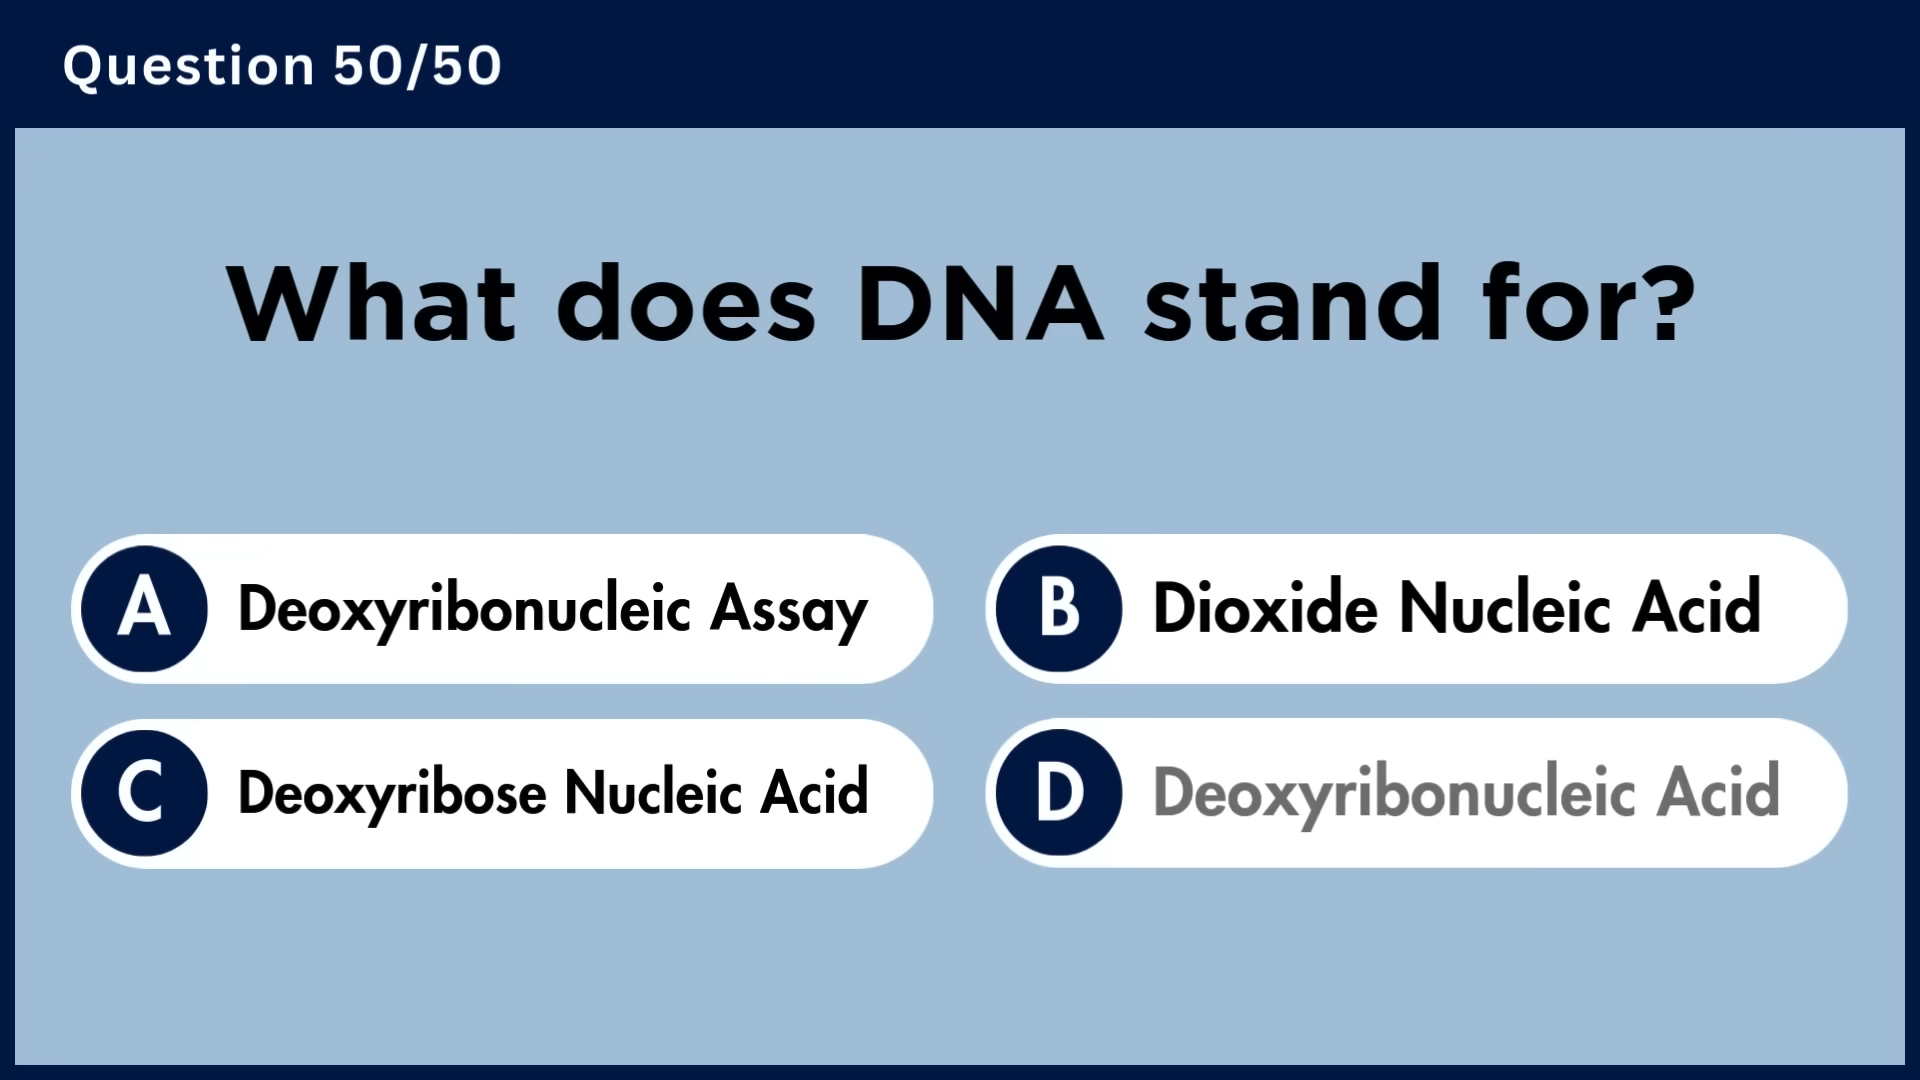 Question 50/50
What does DNA stand for?
A Deoxyribonucleic Assay
B Dioxide Nucleic Acid
C Deoxyribose Nucleic Acid
D Deoxyribonucleic Acid